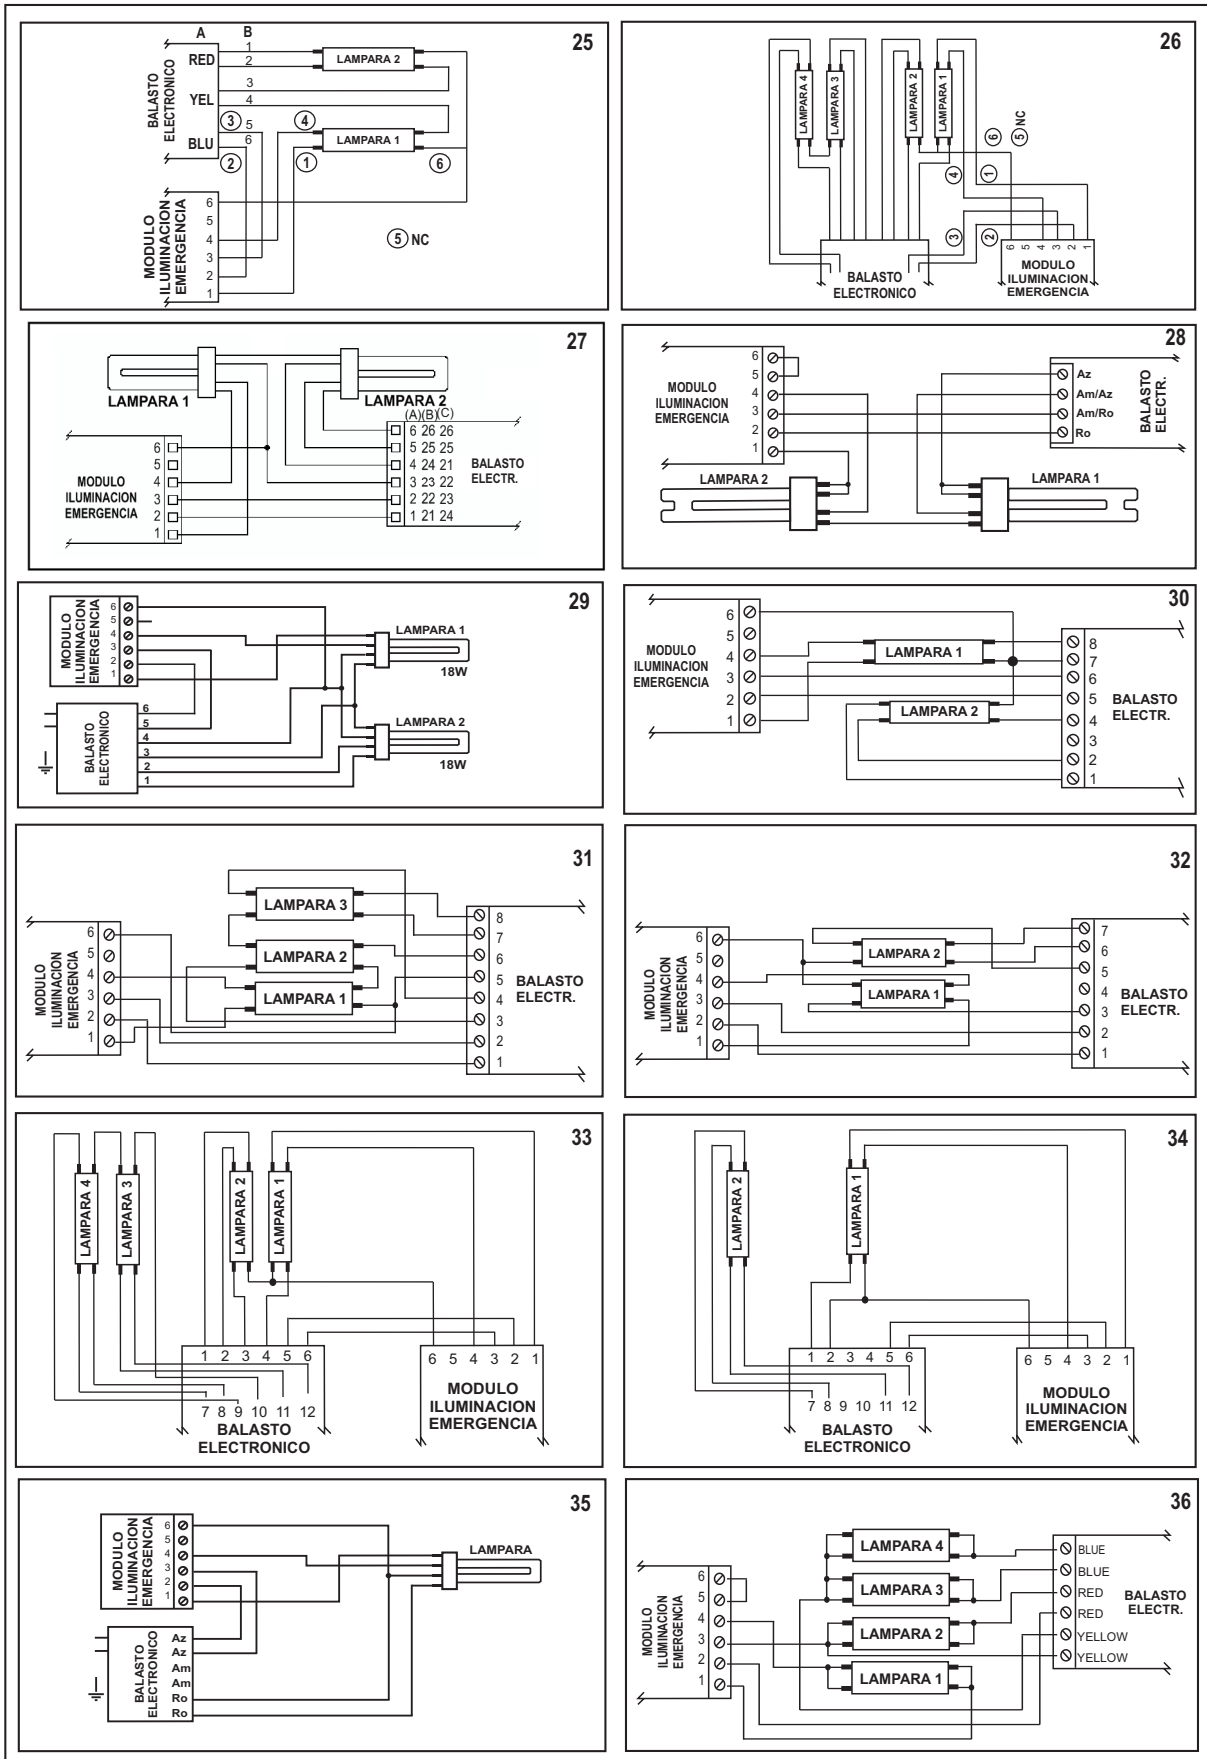 25
A B
1
RED 2
LAMPARA 2
3
YEL 4
BALASTO
ELECTRONICO
③ 5
④
BLU 6
LAMPARA 1
②
①
⑥
MODULO
ILUMINACION
EMERGENCIA
6
5
4
3
2
1
⑤ NC
26
LAMPARA 4
LAMPARA 3
LAMPARA 2
LAMPARA 1
⑥
⑤ NC
④
①
③
②
6 5 4 3 2 1
BALASTO
ELECTRONICO
MODULO
ILUMINACION
EMERGENCIA
27
LAMPARA 1
LAMPARA 2
(A)(B)(C)
6 26 26
5 25 25
4 24 21
3 23 22
2 22 23
1 21 24
BALASTO
ELECTR.
MODULO
ILUMINACION
EMERGENCIA
6
5
4
3
2
1
28
MODULO
ILUMINACION
EMERGENCIA
6
5
4
3
2
1
Az
Am/Az
Am/Ro
Ro
BALASTO
ELECTR.
LAMPARA 2
LAMPARA 1
29
MODULO
ILUMINACION
EMERGENCIA
6
5
4
3
2
1
LAMPARA 1
18W
BALASTO
ELECTRONICO
6
5
4
3
2
1
LAMPARA 2
18W
30
MODULO
ILUMINACION
EMERGENCIA
6
5
4
3
2
1
LAMPARA 1
LAMPARA 2
8
7
6
5
4
3
2
1
BALASTO
ELECTR.
31
MODULO
ILUMINACION
EMERGENCIA
6
5
4
3
2
1
LAMPARA 3
LAMPARA 2
LAMPARA 1
8
7
6
5
4
3
2
1
BALASTO
ELECTR.
32
MODULO
ILUMINACION
EMERGENCIA
6
5
4
3
2
1
LAMPARA 2
LAMPARA 1
7
6
5
4
3
2
1
BALASTO
ELECTR.
33
LAMPARA 4
LAMPARA 3
LAMPARA 2
LAMPARA 1
1 2 3 4 5 6
7 8 9 10 11 12
BALASTO
ELECTRONICO
6 5 4 3 2 1
MODULO
ILUMINACION
EMERGENCIA
34
LAMPARA 2
LAMPARA 1
1 2 3 4 5 6
7 8 9 10 11 12
BALASTO
ELECTRONICO
6 5 4 3 2 1
MODULO
ILUMINACION
EMERGENCIA
35
MODULO
ILUMINACION
EMERGENCIA
6
5
4
3
2
1
LAMPARA
BALASTO
ELECTRONICO
Az
Az
Am
Am
Ro
Ro
36
MODULO
ILUMINACION
EMERGENCIA
6
5
4
3
2
1
LAMPARA 4
LAMPARA 3
LAMPARA 2
LAMPARA 1
BLUE
BLUE
RED
RED
YELLOW
YELLOW
BALASTO
ELECTR.